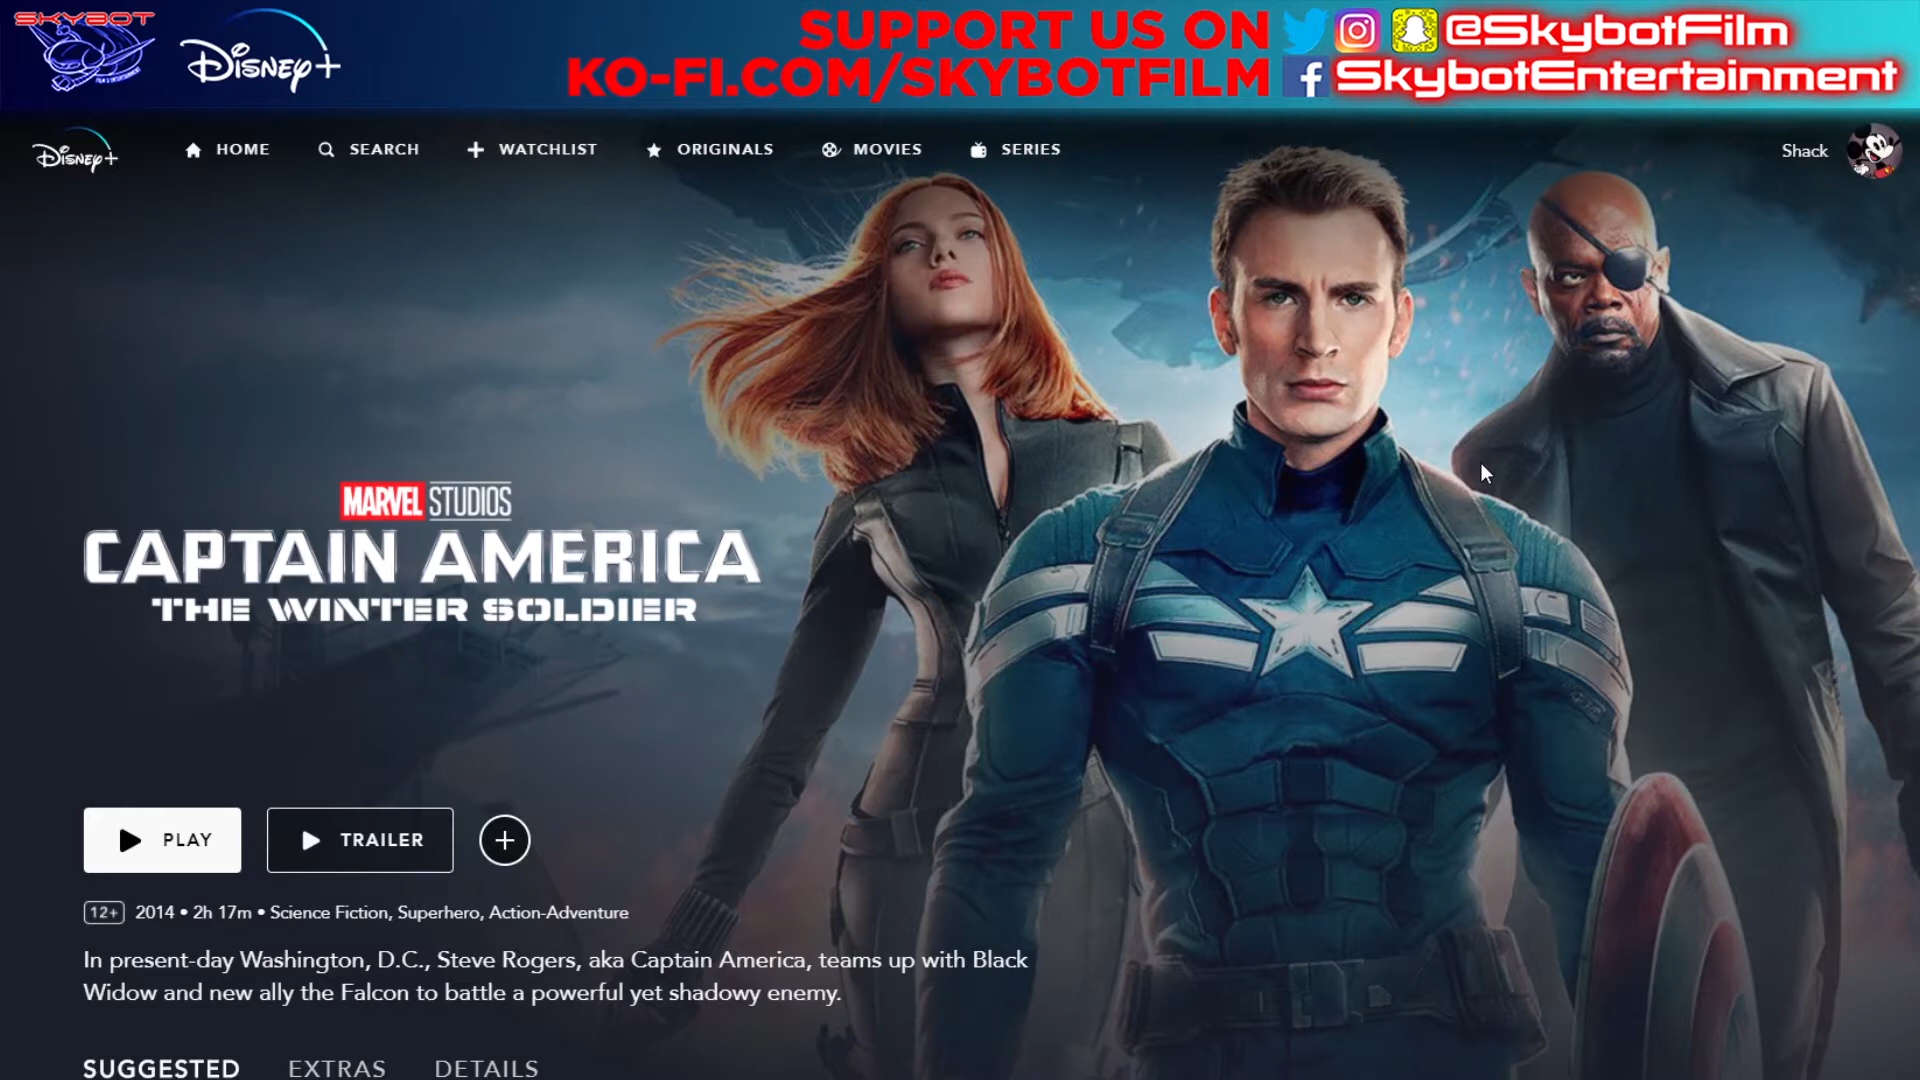 SKYBOT
Disney+
SUPPORT US ON
@SkybotFilm
KO-FI.COM/SKYBOTFILM
SkybotEntertainment
Disney+
HOME
SEARCH
WATCHLIST
ORIGINALS
MOVIES
SERIES
Shack
MARVEL STUDIOS
CAPTAIN AMERICA
THE WINTER SOLDIER
PLAY
TRAILER
12+ 2014 • 2h 17m • Science Fiction, Superhero, Action-Adventure
In present-day Washington, D.C., Steve Rogers, aka Captain America, teams up with Black
Widow and new ally the Falcon to battle a powerful yet shadowy enemy.
SUGGESTED
EXTRAS
DETAILS